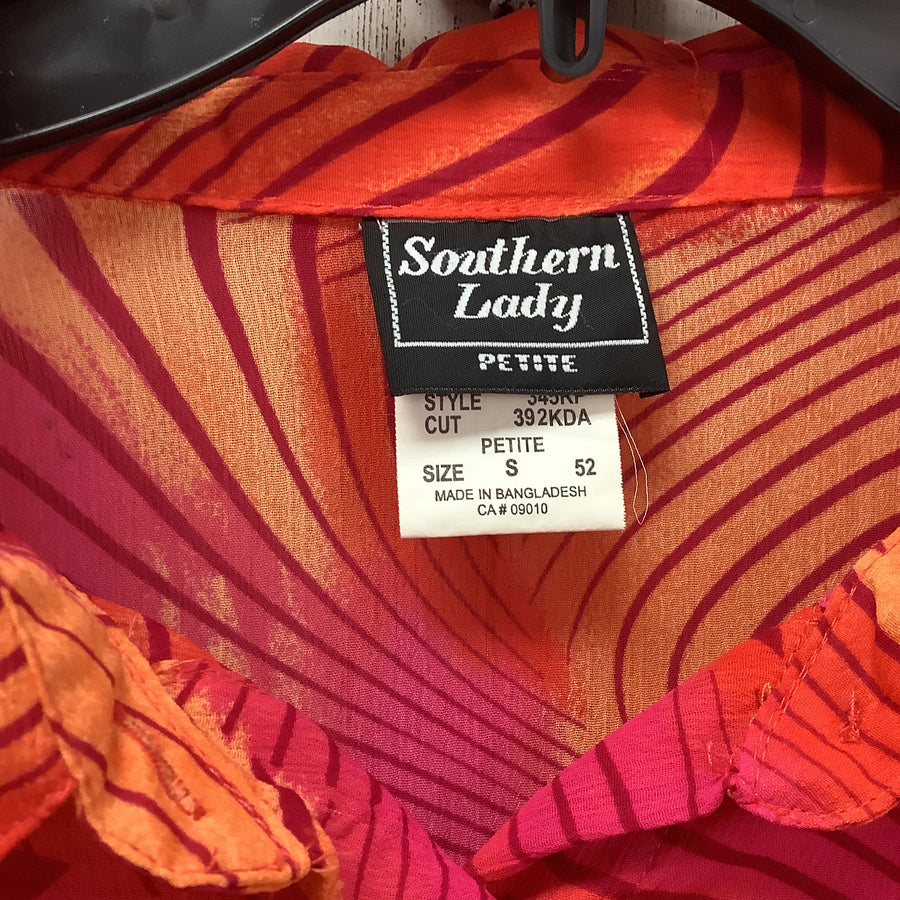 Southern
Lady
PETITE
STYLE
CUT 392KDA
PETITE
SIZE S 52
MADE IN BANGLADESH
CA# 09010